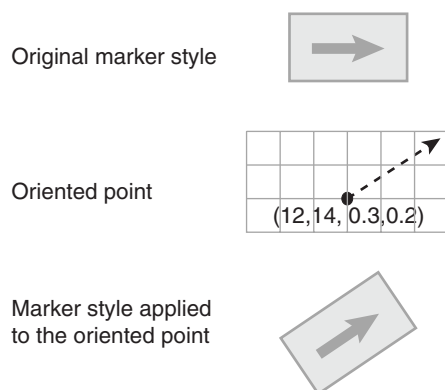 Original marker style
Oriented point
(12,14, 0.3,0.2)
Marker style applied
to the oriented point